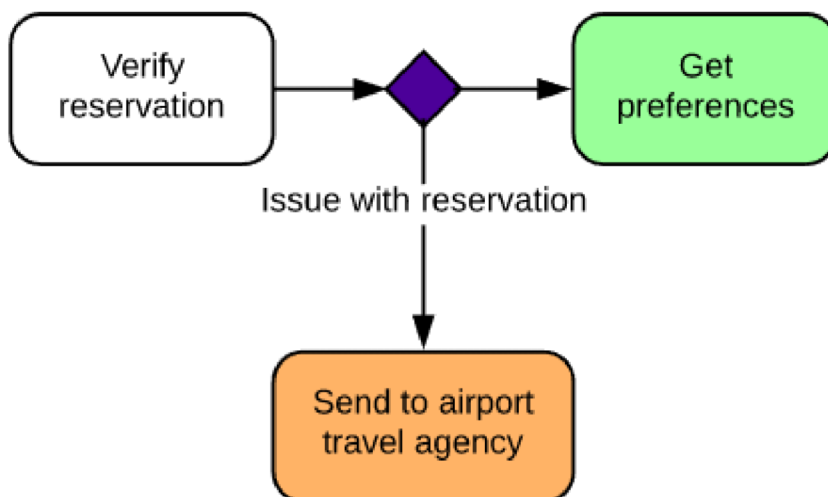 Verify
reservation
Get
preferences
Issue with reservation
Send to airport
travel agency